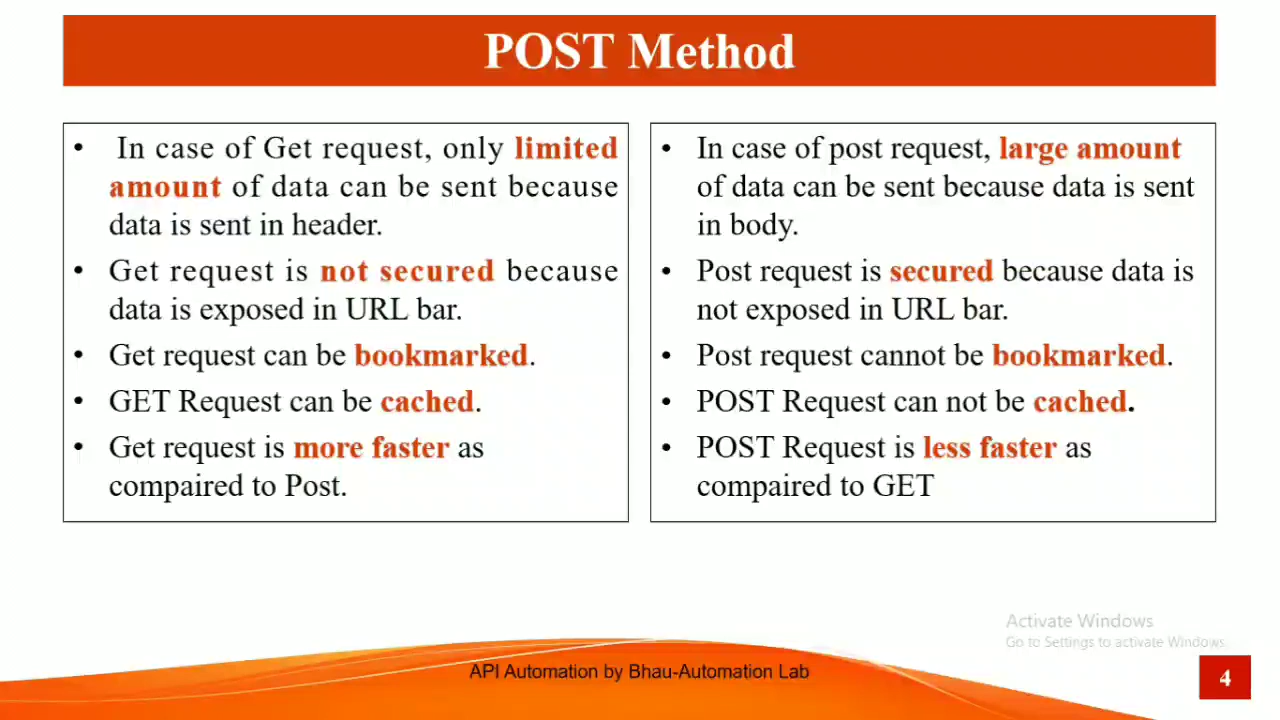 POST Method
• In case of Get request, only limited
amount of data can be sent because
data is sent in header.
• Get request is not secured because
data is exposed in URL bar.
• Get request can be bookmarked.
• GET Request can be cached.
• Get request is more faster as
compaired to Post.
• In case of post request, large amount
of data can be sent because data is sent
in body.
• Post request is secured because data is
not exposed in URL bar.
• Post request cannot be bookmarked.
• POST Request can not be cached.
• POST Request is less faster as
compaired to GET
Activate Windows
Go to Settings to activate Windows.
API Automation by Bhau-Automation Lab
4